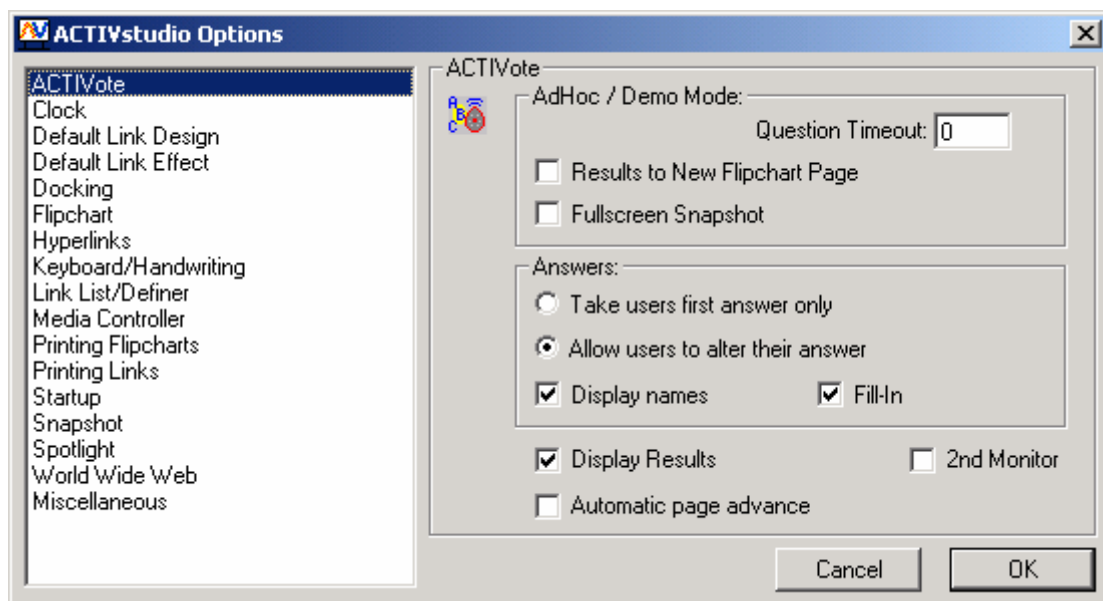 ACTIVstudio Options
ACTIVote
Clock
Default Link Design
Default Link Effect
Docking
Flipchart
Hyperlinks
Keyboard/Handwriting
Link List/Definer
Media Controller
Printing Flipcharts
Printing Links
Startup
Snapshot
Spotlight
World Wide Web
Miscellaneous
ACTIVote
A
B
C
AdHoc / Demo Mode:
Question Timeout: 0
Results to New Flipchart Page
Fullscreen Snapshot
Answers:
Take users first answer only
Allow users to alter their answer
Display names Fill-In
Display Results 2nd Monitor
Automatic page advance
Cancel OK